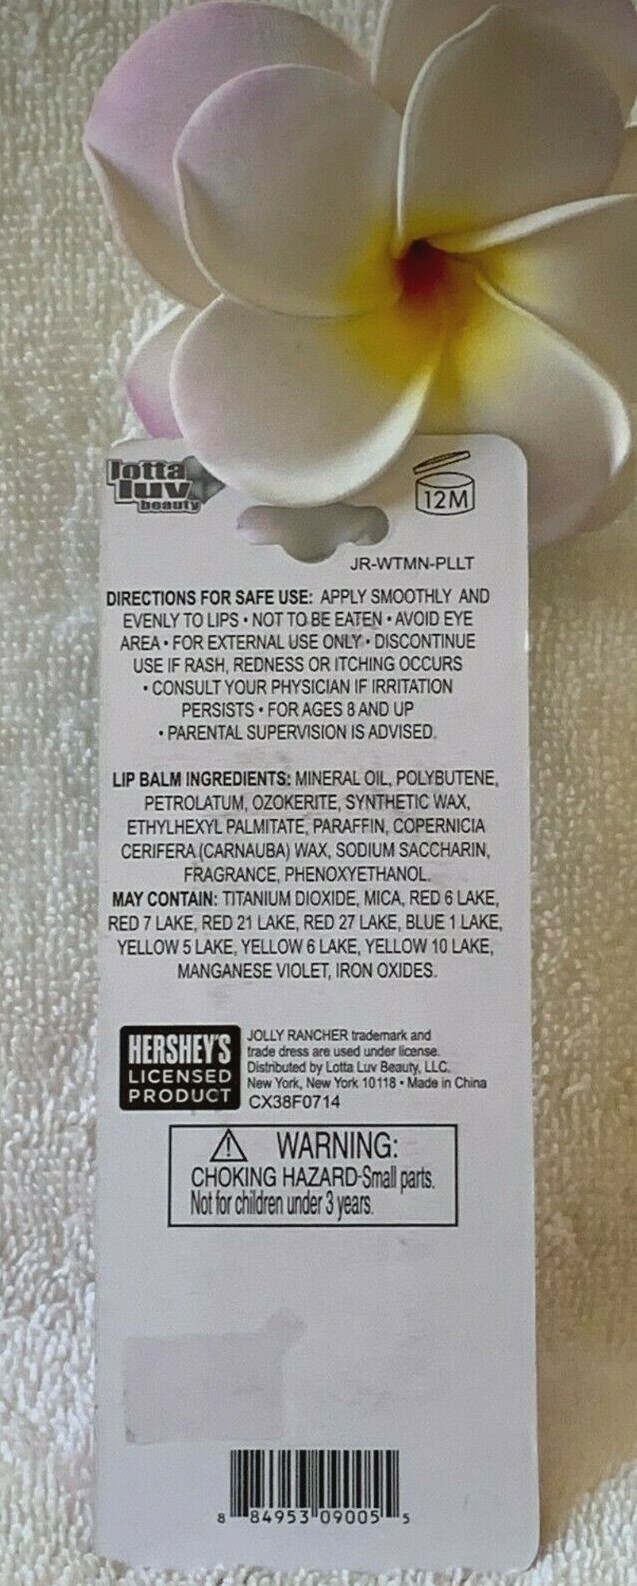 lotta
luv
beauty
12M
JR-WTMN-PLLT
DIRECTIONS FOR SAFE USE: APPLY SMOOTHLY AND
EVENLY TO LIPS • NOT TO BE EATEN • AVOID EYE
AREA • FOR EXTERNAL USE ONLY • DISCONTINUE
USE IF RASH, REDNESS OR ITCHING OCCURS
• CONSULT YOUR PHYSICIAN IF IRRITATION
PERSISTS • FOR AGES 8 AND UP
• PARENTAL SUPERVISION IS ADVISED.
LIP BALM INGREDIENTS: MINERAL OIL, POLYBUTENE,
PETROLATUM, OZOKERITE, SYNTHETIC WAX,
ETHYLHEXYL PALMITATE, PARAFFIN, COPERNICIA
CERIFERA (CARNAUBA) WAX, SODIUM SACCHARIN,
FRAGRANCE, PHENOXYETHANOL.
MAY CONTAIN: TITANIUM DIOXIDE, MICA, RED 6 LAKE,
RED 7 LAKE, RED 21 LAKE, RED 27 LAKE, BLUE 1 LAKE,
YELLOW 5 LAKE, YELLOW 6 LAKE, YELLOW 10 LAKE,
MANGANESE VIOLET, IRON OXIDES.
HERSHEY'S
LICENSED
PRODUCT
JOLLY RANCHER trademark and
trade dress are used under license.
Distributed by Lotta Luv Beauty, LLC.
New York, New York 10118 • Made in China
CX38F0714
WARNING:
CHOKING HAZARD-Small parts.
Not for children under 3 years.
8 84953 09005 5